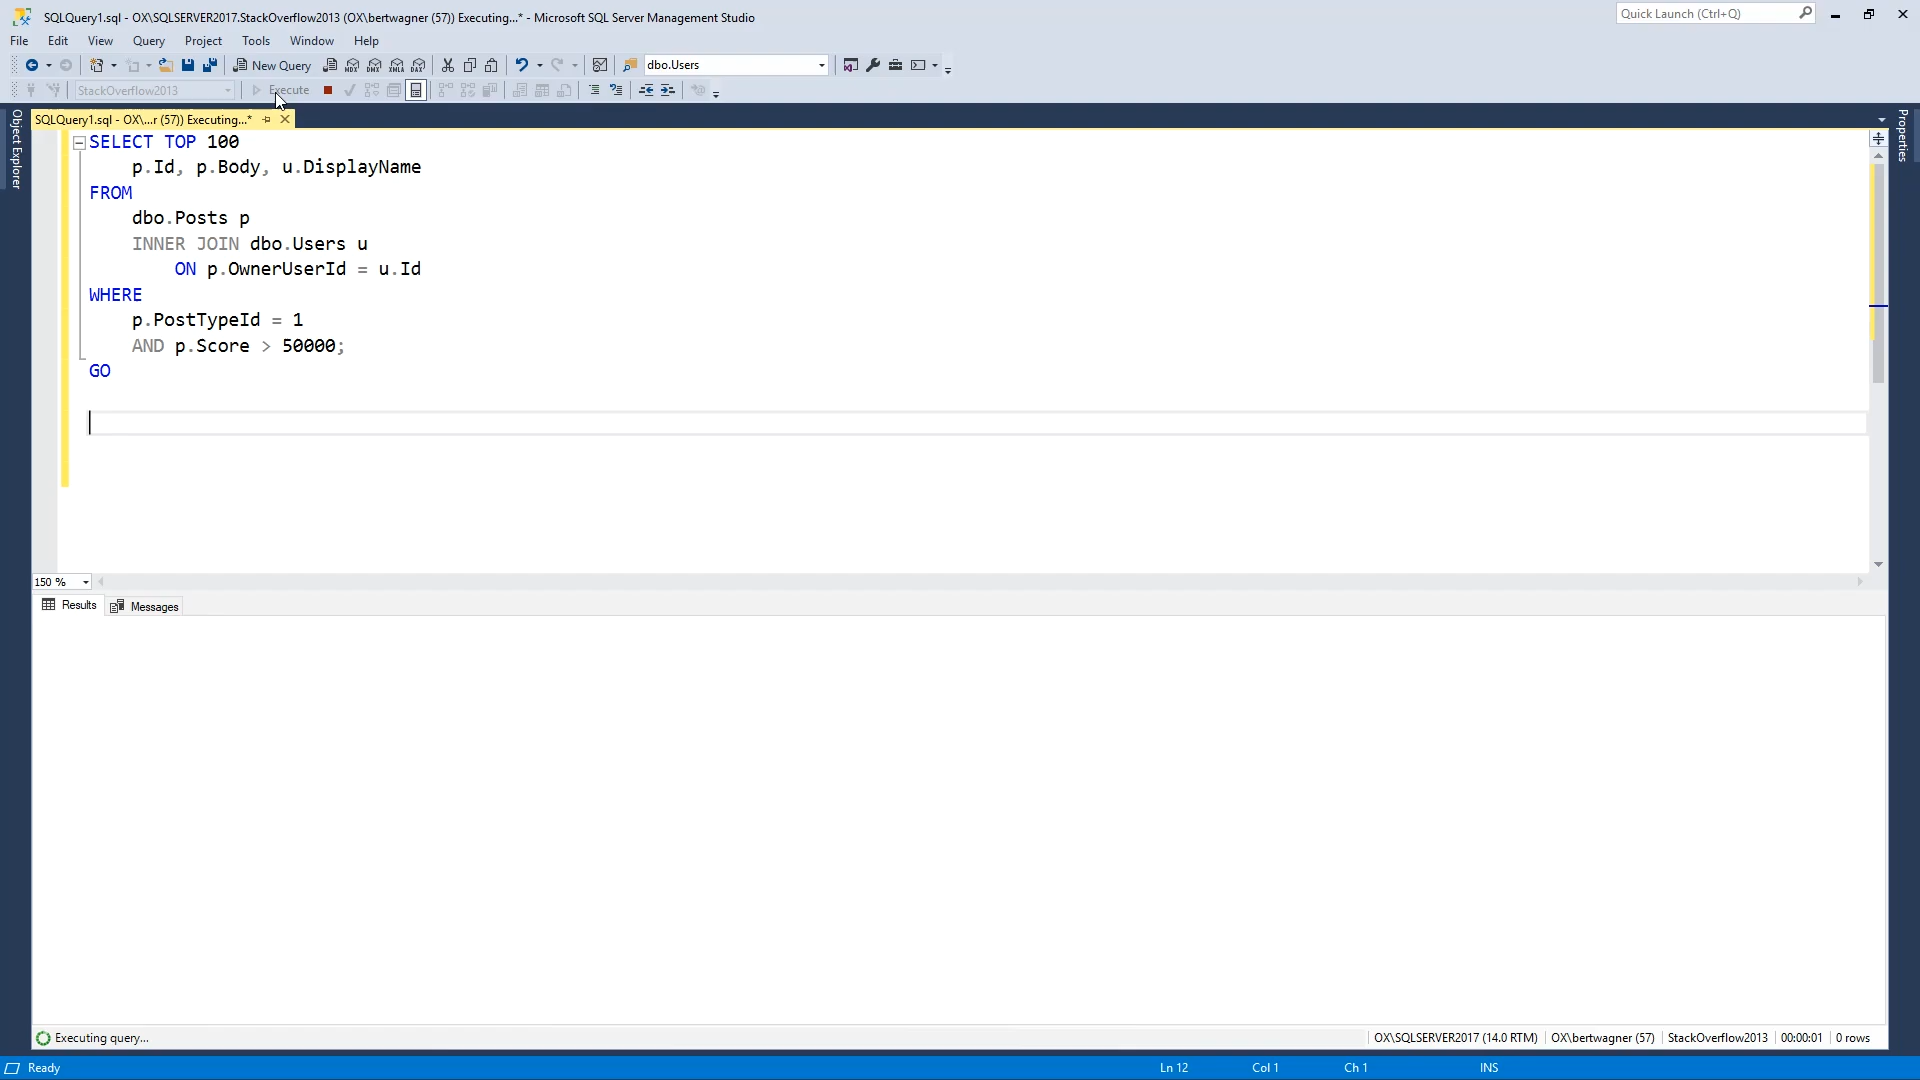 SQLQuery1.sql - OX\SQLSERVER2017.StackOverflow2013 (OX\bertwagner (57)) Executing...* - Microsoft SQL Server Management Studio
Quick Launch (Ctrl+Q)
File Edit View Query Project Tools Window Help
New Query MDX DMX XMLA DAX dbo.Users
StackOverflow2013 Execute
SQLQuery1.sql - OX\...r (57)) Executing...*
Object Explorer
Properties
SELECT TOP 100
p.Id, p.Body, u.DisplayName
FROM
dbo.Posts p
INNER JOIN dbo.Users u
ON p.OwnerUserId = u.Id
WHERE
p.PostTypeId = 1
AND p.Score > 50000;
GO
150 %
Results Messages
Executing query...
OX\SQLSERVER2017 (14.0 RTM) OX\bertwagner (57) StackOverflow2013 00:00:01 0 rows
Ready Ln 12 Col 1 Ch 1 INS